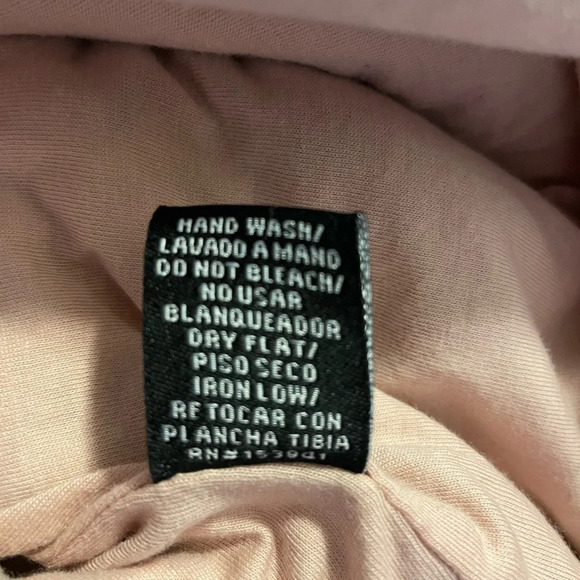 HAND WASH/
LAVADO A MANO
DO NOT BLEACH/
NO USAR
BLANQUEADOR
DRY FLAT/
PISO SECO
IRON LOW/
RETOCAR CON
PLANCHA TIBIA